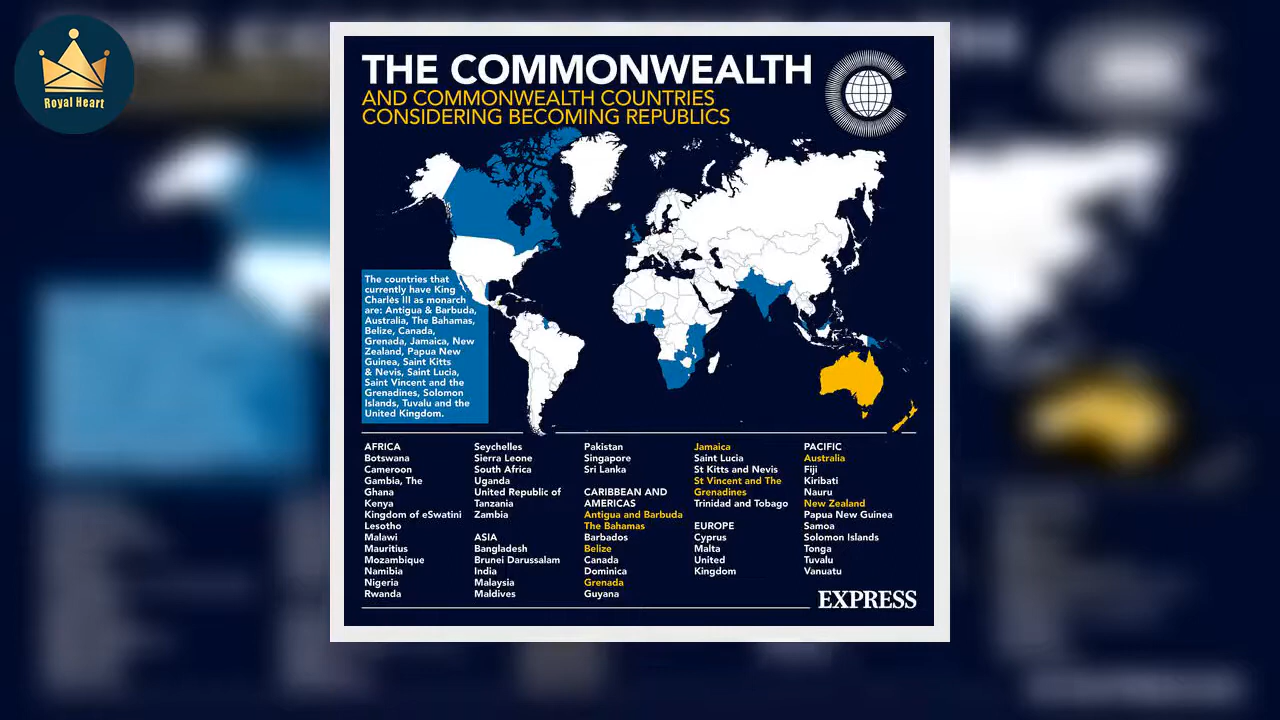 Royal Heart
THE COMMONWEALTH
AND COMMONWEALTH COUNTRIES
CONSIDERING BECOMING REPUBLICS
The countries that
currently have King
Charles III as monarch
are: Antigua & Barbuda,
Australia, The Bahamas,
Belize, Canada,
Grenada, Jamaica, New
Zealand, Papua New
Guinea, Saint Kitts
& Nevis, Saint Lucia,
Saint Vincent and the
Grenadines, Solomon
Islands, Tuvalu and the
United Kingdom.
AFRICA
Botswana
Cameroon
Gambia, The
Ghana
Kenya
Kingdom of eSwatini
Lesotho
Malawi
Mauritius
Mozambique
Namibia
Nigeria
Rwanda
Seychelles
Sierra Leone
South Africa
Uganda
United Republic of
Tanzania
Zambia
ASIA
Bangladesh
Brunei Darussalam
India
Malaysia
Maldives
Pakistan
Singapore
Sri Lanka
CARIBBEAN AND
AMERICAS
Antigua and Barbuda
The Bahamas
Barbados
Belize
Canada
Dominica
Grenada
Guyana
Jamaica
Saint Lucia
St Kitts and Nevis
St Vincent and The
Grenadines
Trinidad and Tobago
EUROPE
Cyprus
Malta
United
Kingdom
PACIFIC
Australia
Fiji
Kiribati
Nauru
New Zealand
Papua New Guinea
Samoa
Solomon Islands
Tonga
Tuvalu
Vanuatu
EXPRESS